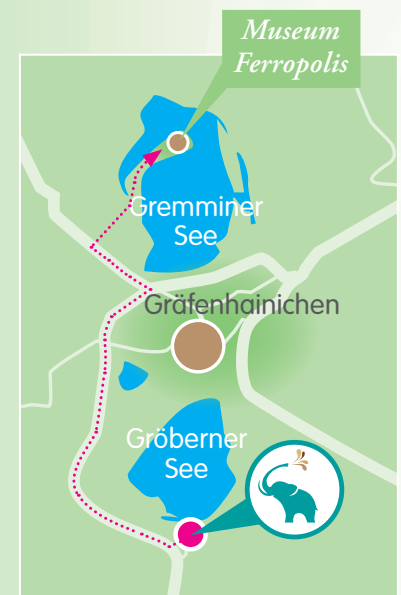 Museum
Ferropolis
Gremminer
See
Gräfenhainichen
Gröberner
See